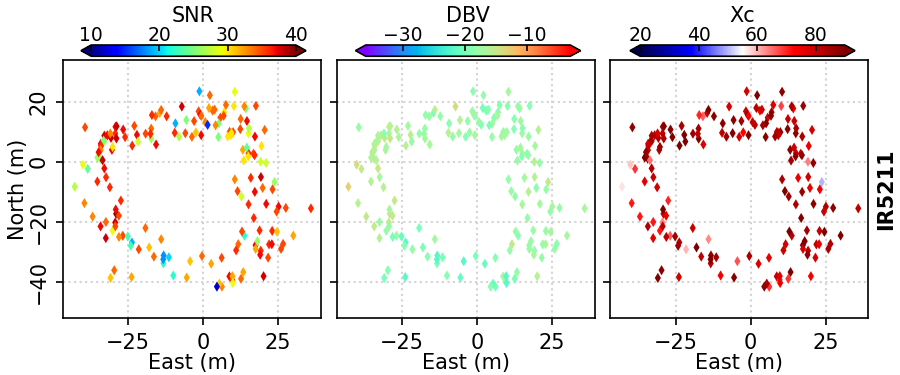 SNR DBV Xc
10 20 30 40 −30 −20 −10 20 40 60 80
20
0
−20
−40
North (m)
IR5211
−25 0 25 −25 0 25 −25 0 25
East (m) East (m) East (m)